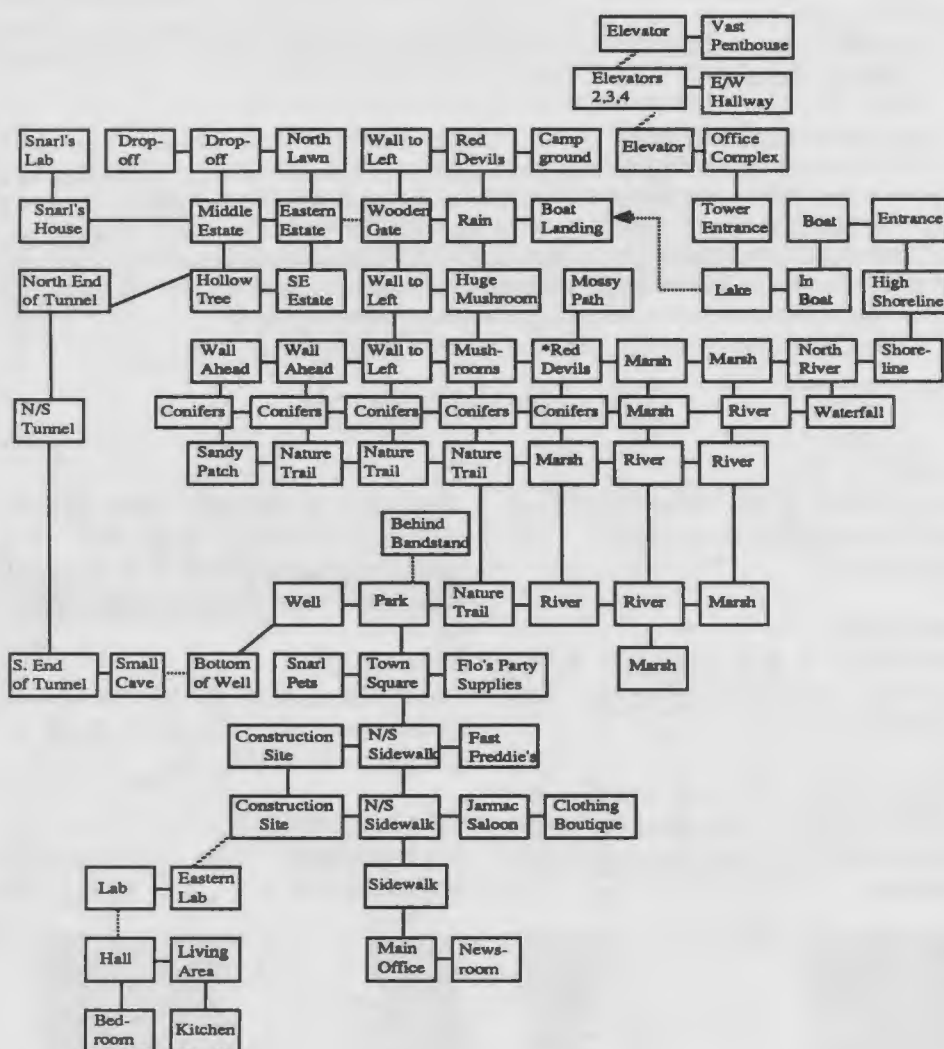 Elevator
Vast
Penthouse
Elevators
2,3,4
E/W
Hallway
Snarl's
Lab
Drop-
off
Drop-
off
North
Lawn
Wall to
Left
Red
Devils
Camp
ground
Elevator
Office
Complex
Snarl's
House
Middle
Estate
Eastern
Estate
Wooden
Gate
Rain
Boat
Landing
Tower
Entrance
Boat
Entrance
North End
of Tunnel
Hollow
Tree
SE
Estate
Wall to
Left
Huge
Mushroom
Mossy
Path
Lake
In
Boat
High
Shoreline
Wall
Ahead
Wall
Ahead
Wall to
Left
Mush-
rooms
*Red
Devils
Marsh
Marsh
North
River
Shore-
line
N/S
Tunnel
Conifers
Conifers
Conifers
Conifers
Conifers
Marsh
River
Waterfall
Sandy
Patch
Nature
Trail
Nature
Trail
Nature
Trail
Marsh
River
River
Behind
Bandstand
Well
Park
Nature
Trail
River
River
Marsh
S. End
of Tunnel
Small
Cave
Bottom
of Well
Snarl
Pets
Town
Square
Flo's Party
Supplies
Marsh
Construction
Site
N/S
Sidewalk
Fast
Freddie's
Construction
Site
N/S
Sidewalk
Jarmac
Saloon
Clothing
Boutique
Lab
Eastern
Lab
Sidewalk
Hall
Living
Area
Main
Office
News-
room
Bed-
room
Kitchen